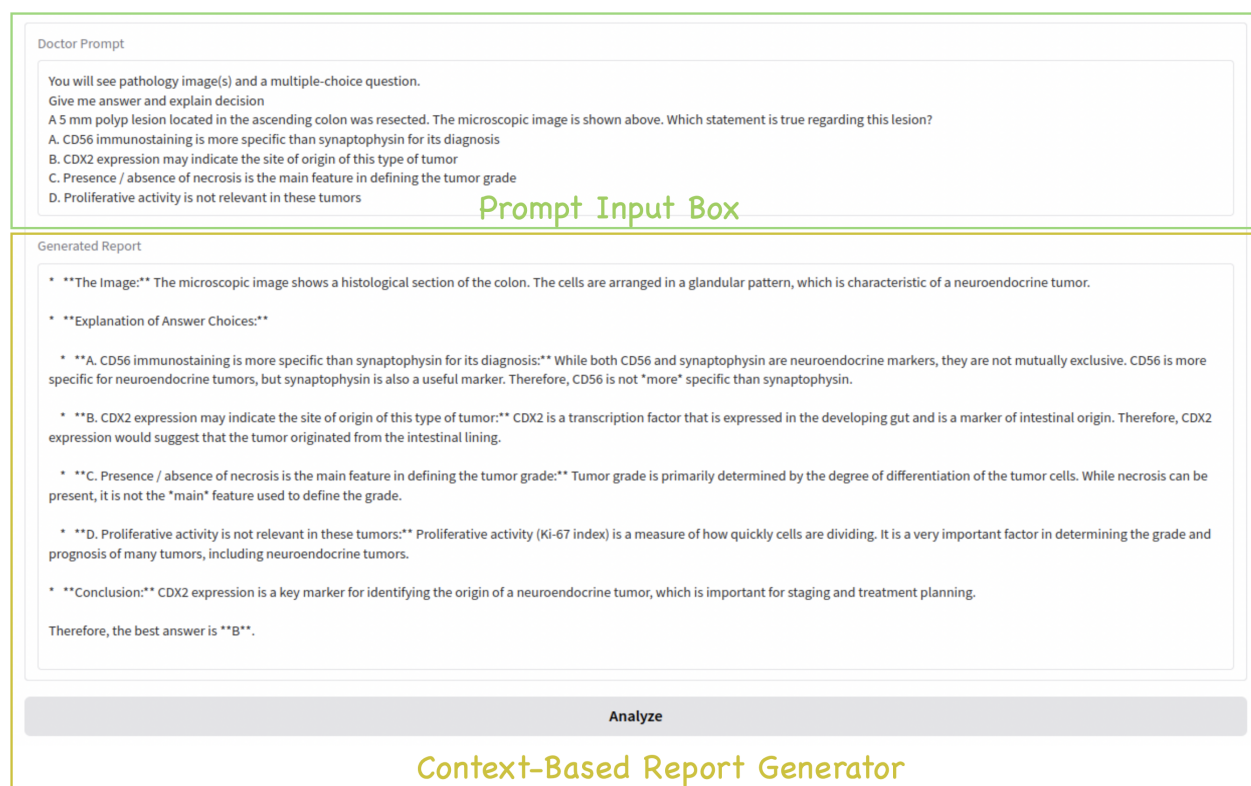 Doctor Prompt
You will see pathology image(s) and a multiple-choice question.
Give me answer and explain decision
A 5 mm polyp lesion located in the ascending colon was resected. The microscopic image is shown above. Which statement is true regarding this lesion?
A. CD56 immunostaining is more specific than synaptophysin for its diagnosis
B. CDX2 expression may indicate the site of origin of this type of tumor
C. Presence / absence of necrosis is the main feature in defining the tumor grade
D. Proliferative activity is not relevant in these tumors
Prompt Input Box
Generated Report
* **The Image:** The microscopic image shows a histological section of the colon. The cells are arranged in a glandular pattern, which is characteristic of a neuroendocrine tumor.
* **Explanation of Answer Choices:**
* **A. CD56 immunostaining is more specific than synaptophysin for its diagnosis:** While both CD56 and synaptophysin are neuroendocrine markers, they are not mutually exclusive. CD56 is more
specific for neuroendocrine tumors, but synaptophysin is also a useful marker. Therefore, CD56 is not *more* specific than synaptophysin.
* **B. CDX2 expression may indicate the site of origin of this type of tumor:** CDX2 is a transcription factor that is expressed in the developing gut and is a marker of intestinal origin. Therefore, CDX2
expression would suggest that the tumor originated from the intestinal lining.
* **C. Presence / absence of necrosis is the main feature in defining the tumor grade:** Tumor grade is primarily determined by the degree of differentiation of the tumor cells. While necrosis can be
present, it is not the *main* feature used to define the grade.
* **D. Proliferative activity is not relevant in these tumors:** Proliferative activity (Ki-67 index) is a measure of how quickly cells are dividing. It is a very important factor in determining the grade and
prognosis of many tumors, including neuroendocrine tumors.
* **Conclusion:** CDX2 expression is a key marker for identifying the origin of a neuroendocrine tumor, which is important for staging and treatment planning.
Therefore, the best answer is **B**.
Analyze
Context-Based Report Generator